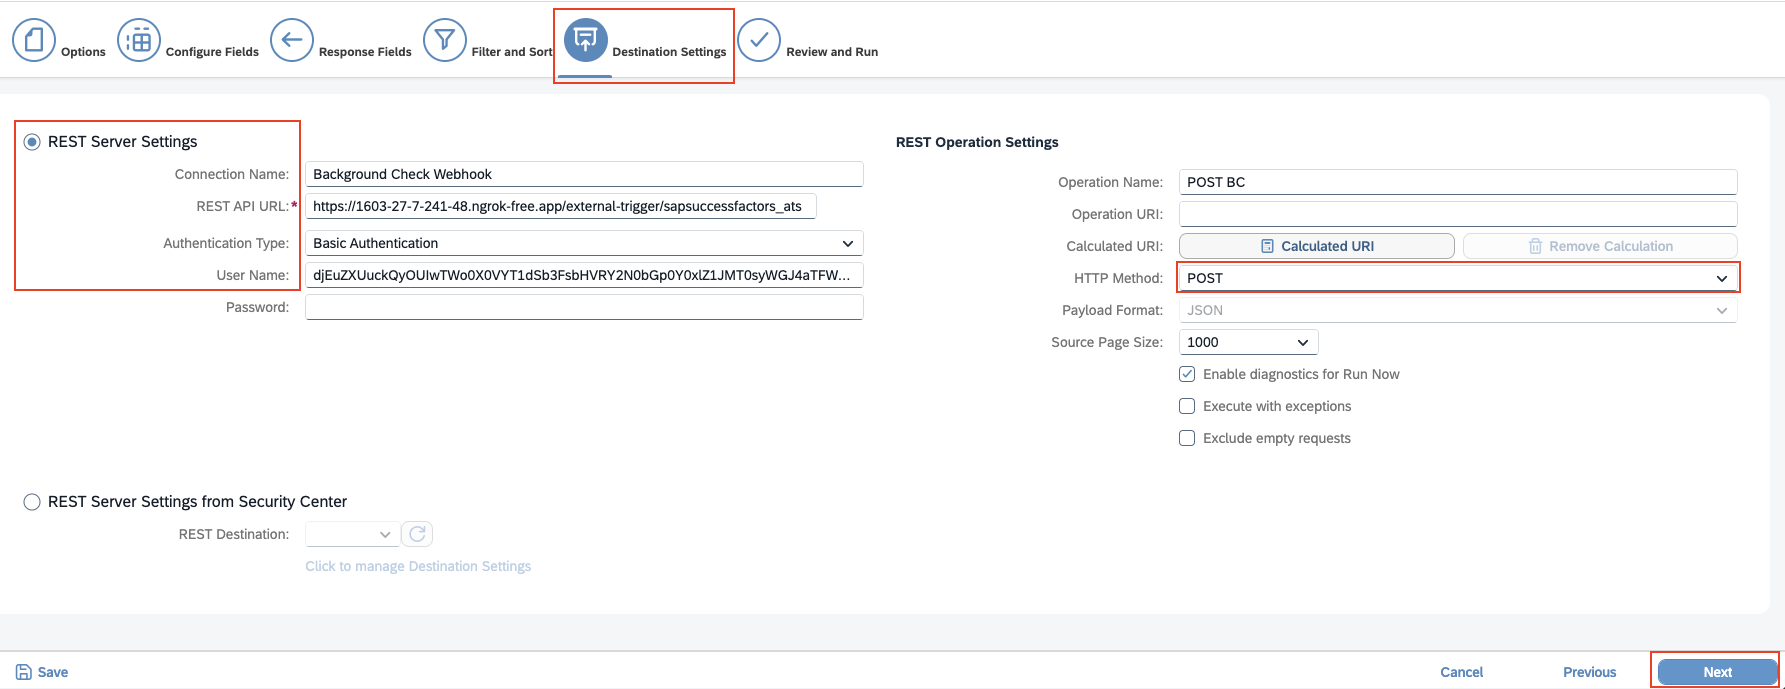 Options
Configure Fields
Response Fields
Filter and Sort
Destination Settings
Review and Run
REST Server Settings
Connection Name:
Background Check Webhook
REST API URL:*
https://1603-27-7-241-48.ngrok-free.app/external-trigger/sapsuccessfactors_ats
Authentication Type:
Basic Authentication
User Name:
djEuZXUuckQyOUIwTWo0X0VYT1dSb3FsbHVRY2N0bGp0Y0xlZ1JMT0syWGJ4aTFW...
Password:
REST Server Settings from Security Center
REST Destination:
Click to manage Destination Settings
REST Operation Settings
Operation Name:
POST BC
Operation URI:
Calculated URI:
Calculated URI
Remove Calculation
HTTP Method:
POST
Payload Format:
JSON
Source Page Size:
1000
Enable diagnostics for Run Now
Execute with exceptions
Exclude empty requests
Save
Cancel
Previous
Next